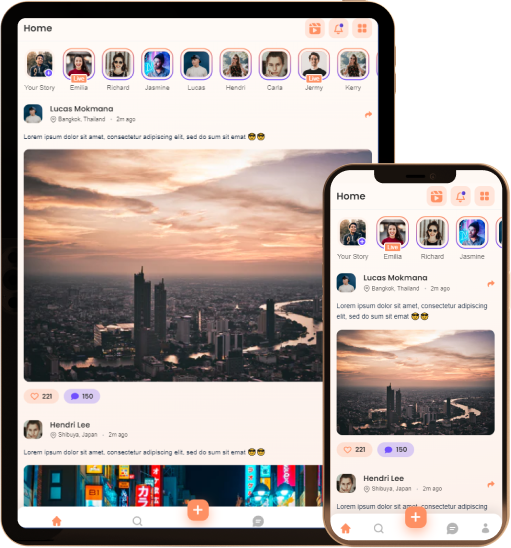 Home
Live
Live
Your Story Emilia Richard Jasmine Lucas Hendri Carla Jermy Kerry
Lucas Mokmana
Bangkok, Thailand • 2m ago
Lorem ipsum dolor sit amet, consectetur adipiscing elit, sed do sum sit emat 😎😎
221 150
Hendri Lee
Shibuya, Japan • 2m ago
Lorem ipsum dolor sit amet, consectetur adipiscing elit, sed do sum sit emat 😎😎
B1
カラ
Home
Live
Your Story Emilia Richard Jasmine
Lucas Mokmana
Bangkok, Thailand • 2m ago
Lorem ipsum dolor sit amet, consectetur adipiscing
elit, sed do sum sit emat 😎😎
221 150
Hendri Lee
Shibuya, Japan • 2m ago
Lorem ipsum dolor sit amet, consectetur adipiscing